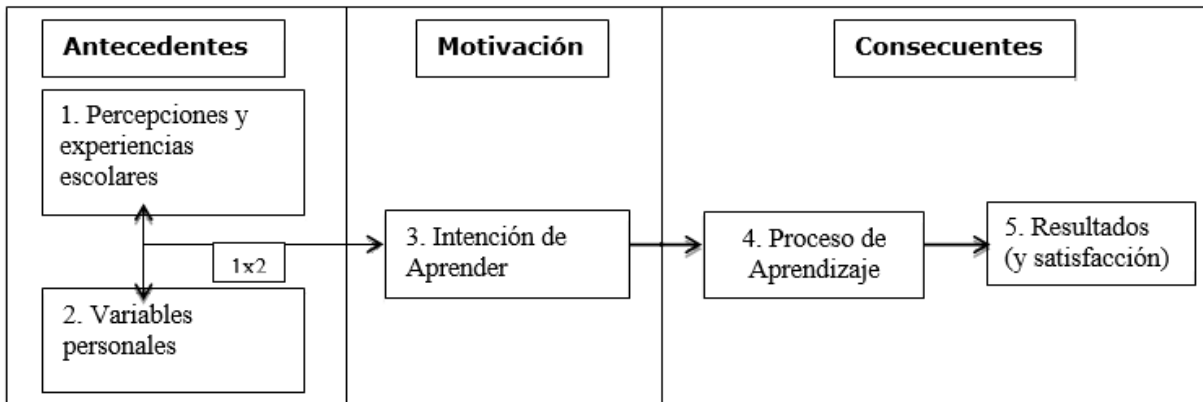 Antecedentes
Motivación
Consecuentes
1. Percepciones y
experiencias
escolares
1x2
2. Variables
personales
3. Intención de
Aprender
4. Proceso de
Aprendizaje
5. Resultados
(y satisfacción)